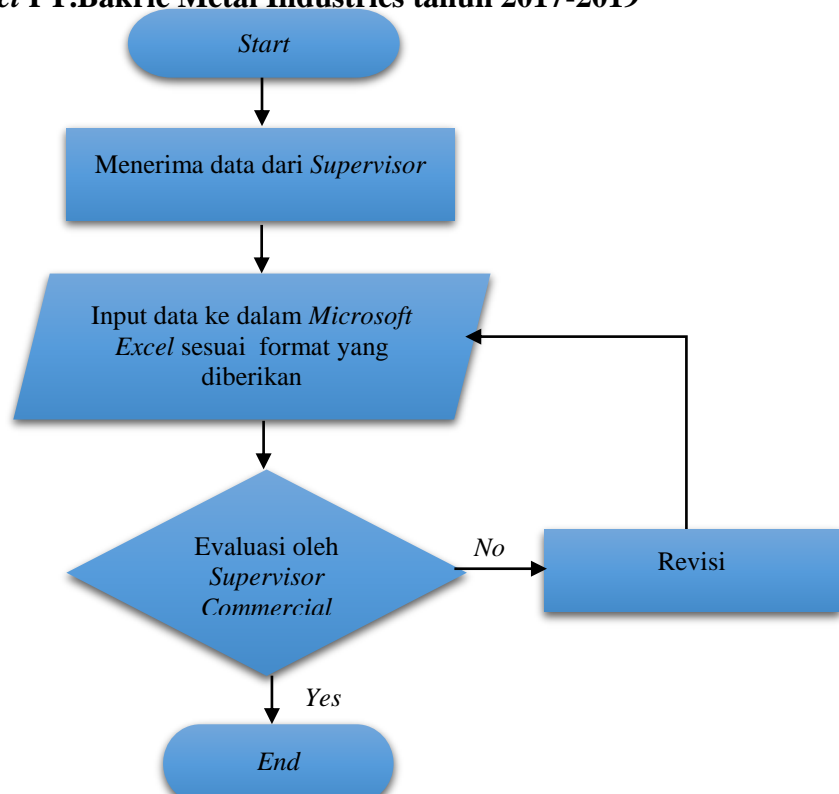 PT.Bakrie Metal Industries tahun 2017-2019
Start
Menerima data dari Supervisor
Input data ke dalam Microsoft
Excel sesuai format yang
diberikan
Evaluasi oleh
Supervisor
Commercial
No
Revisi
Yes
End